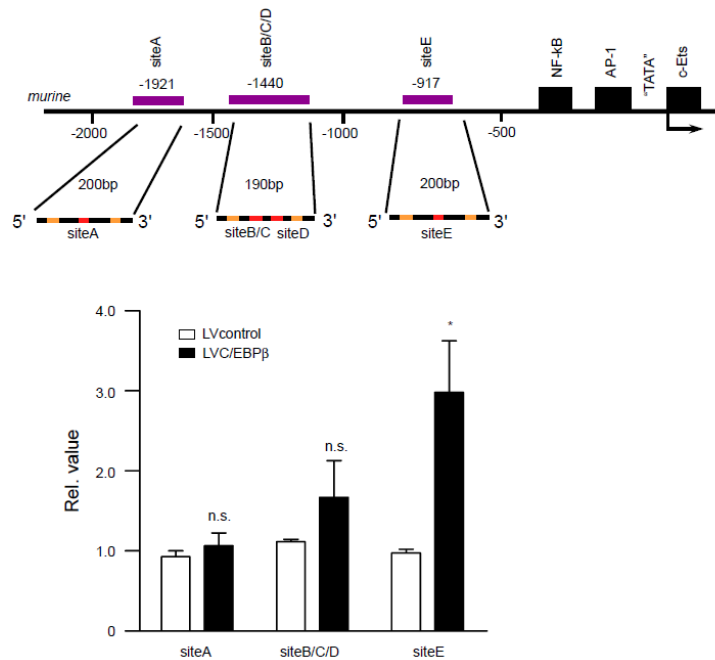 siteA
siteB/C/D
siteE
NF-kB
AP-1
"TATA"
c-Ets
-1921
-1440
-917
murine
-2000
-1500
-1000
-500
200bp
190bp
200bp
5' 3' 5' 3' 5' 3'
siteA
siteB/C siteD
siteE
4.0
3.0
2.0
1.0
0
Rel. value
LVcontrol
LVC/EBPβ
n.s.
n.s.
*
siteA
siteB/C/D
siteE